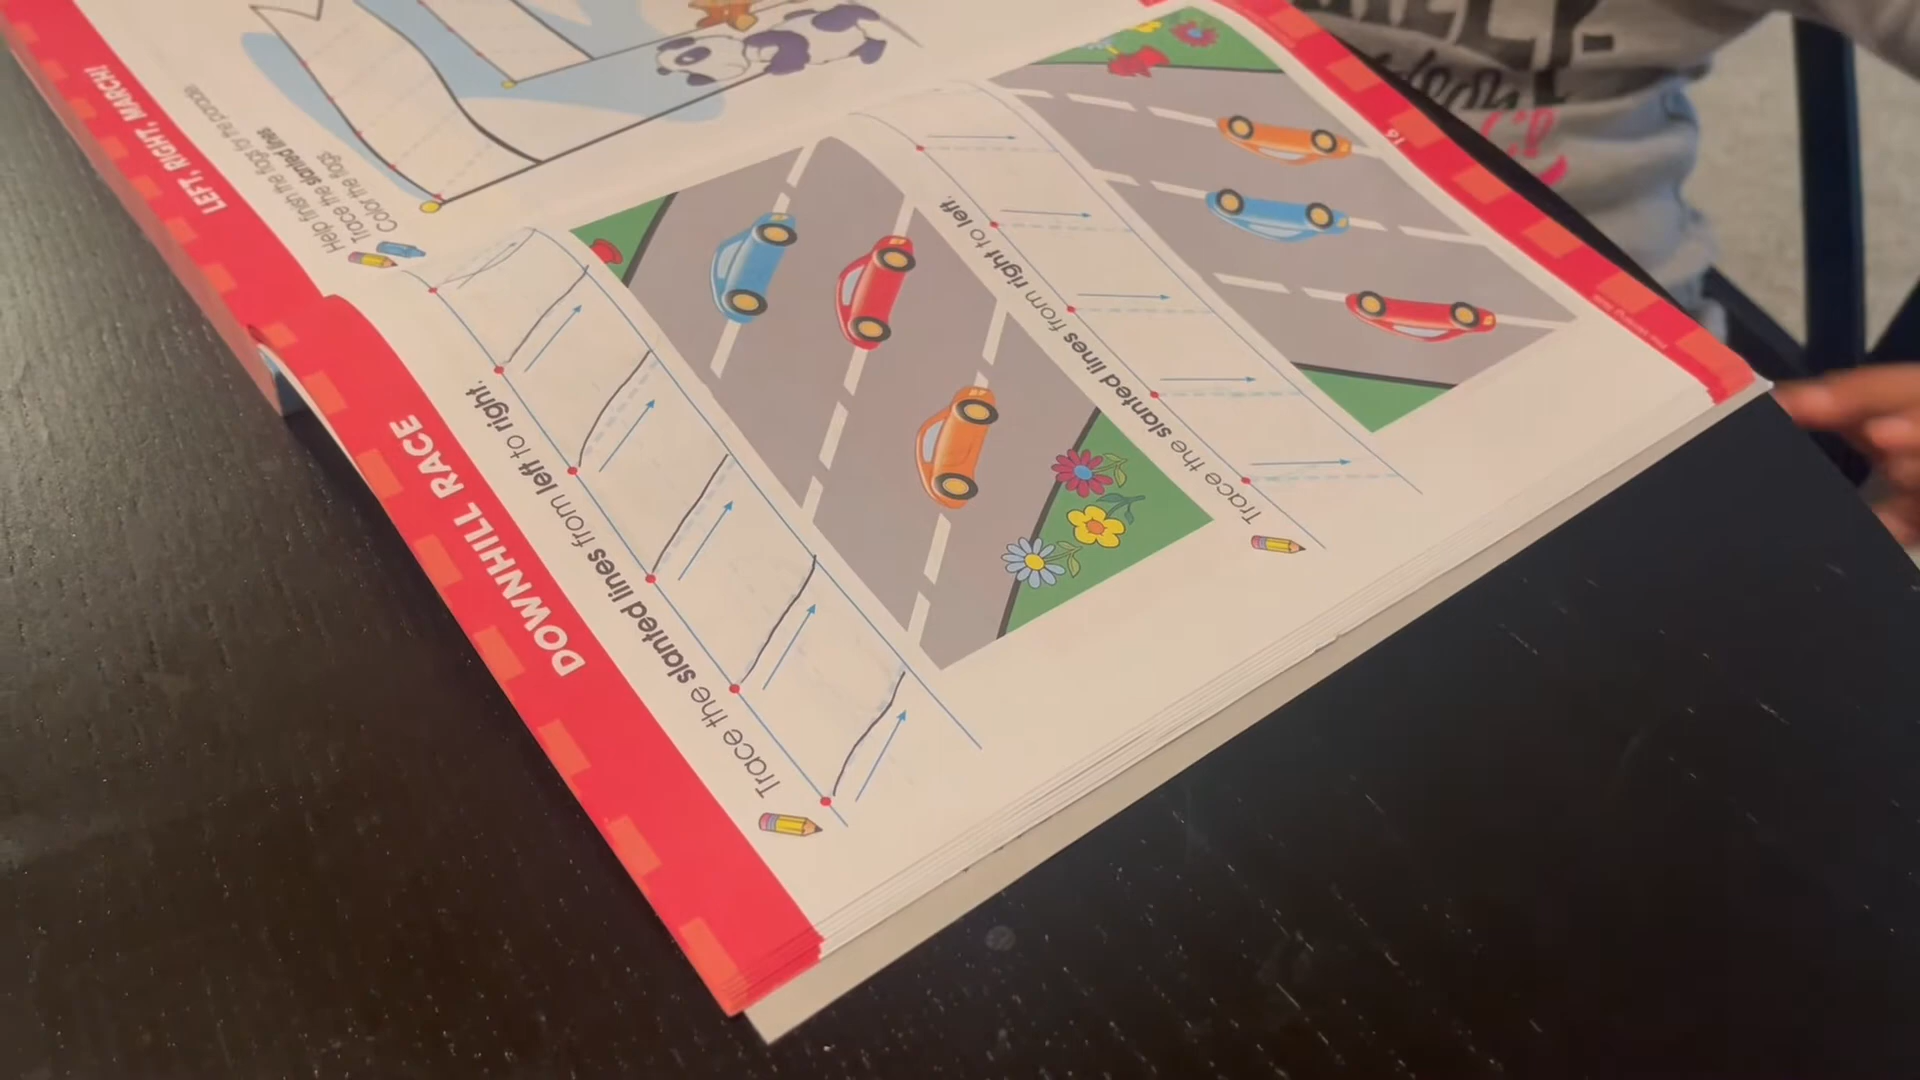 LEFT, RIGHT, MARCH!
Help finish the flags for the parade.
Trace the slanted lines.
Color the flags.
DOWNHILL RACE
Trace the slanted lines from left to right.
Trace the slanted lines from right to left.
16